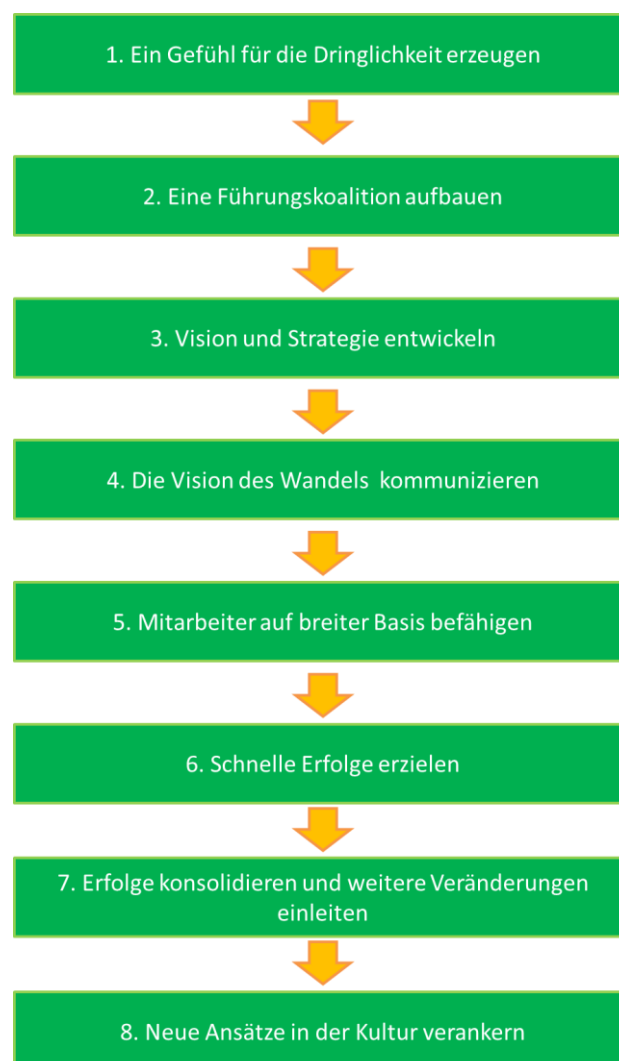 1. Ein Gefühl für die Dringlichkeit erzeugen
2. Eine Führungskoalition aufbauen
3. Vision und Strategie entwickeln
4. Die Vision des Wandels  kommunizieren
5. Mitarbeiter auf breiter Basis befähigen
6. Schnelle Erfolge erzielen
7. Erfolge konsolidieren und weitere Veränderungen
einleiten
8. Neue Ansätze in der Kultur verankern